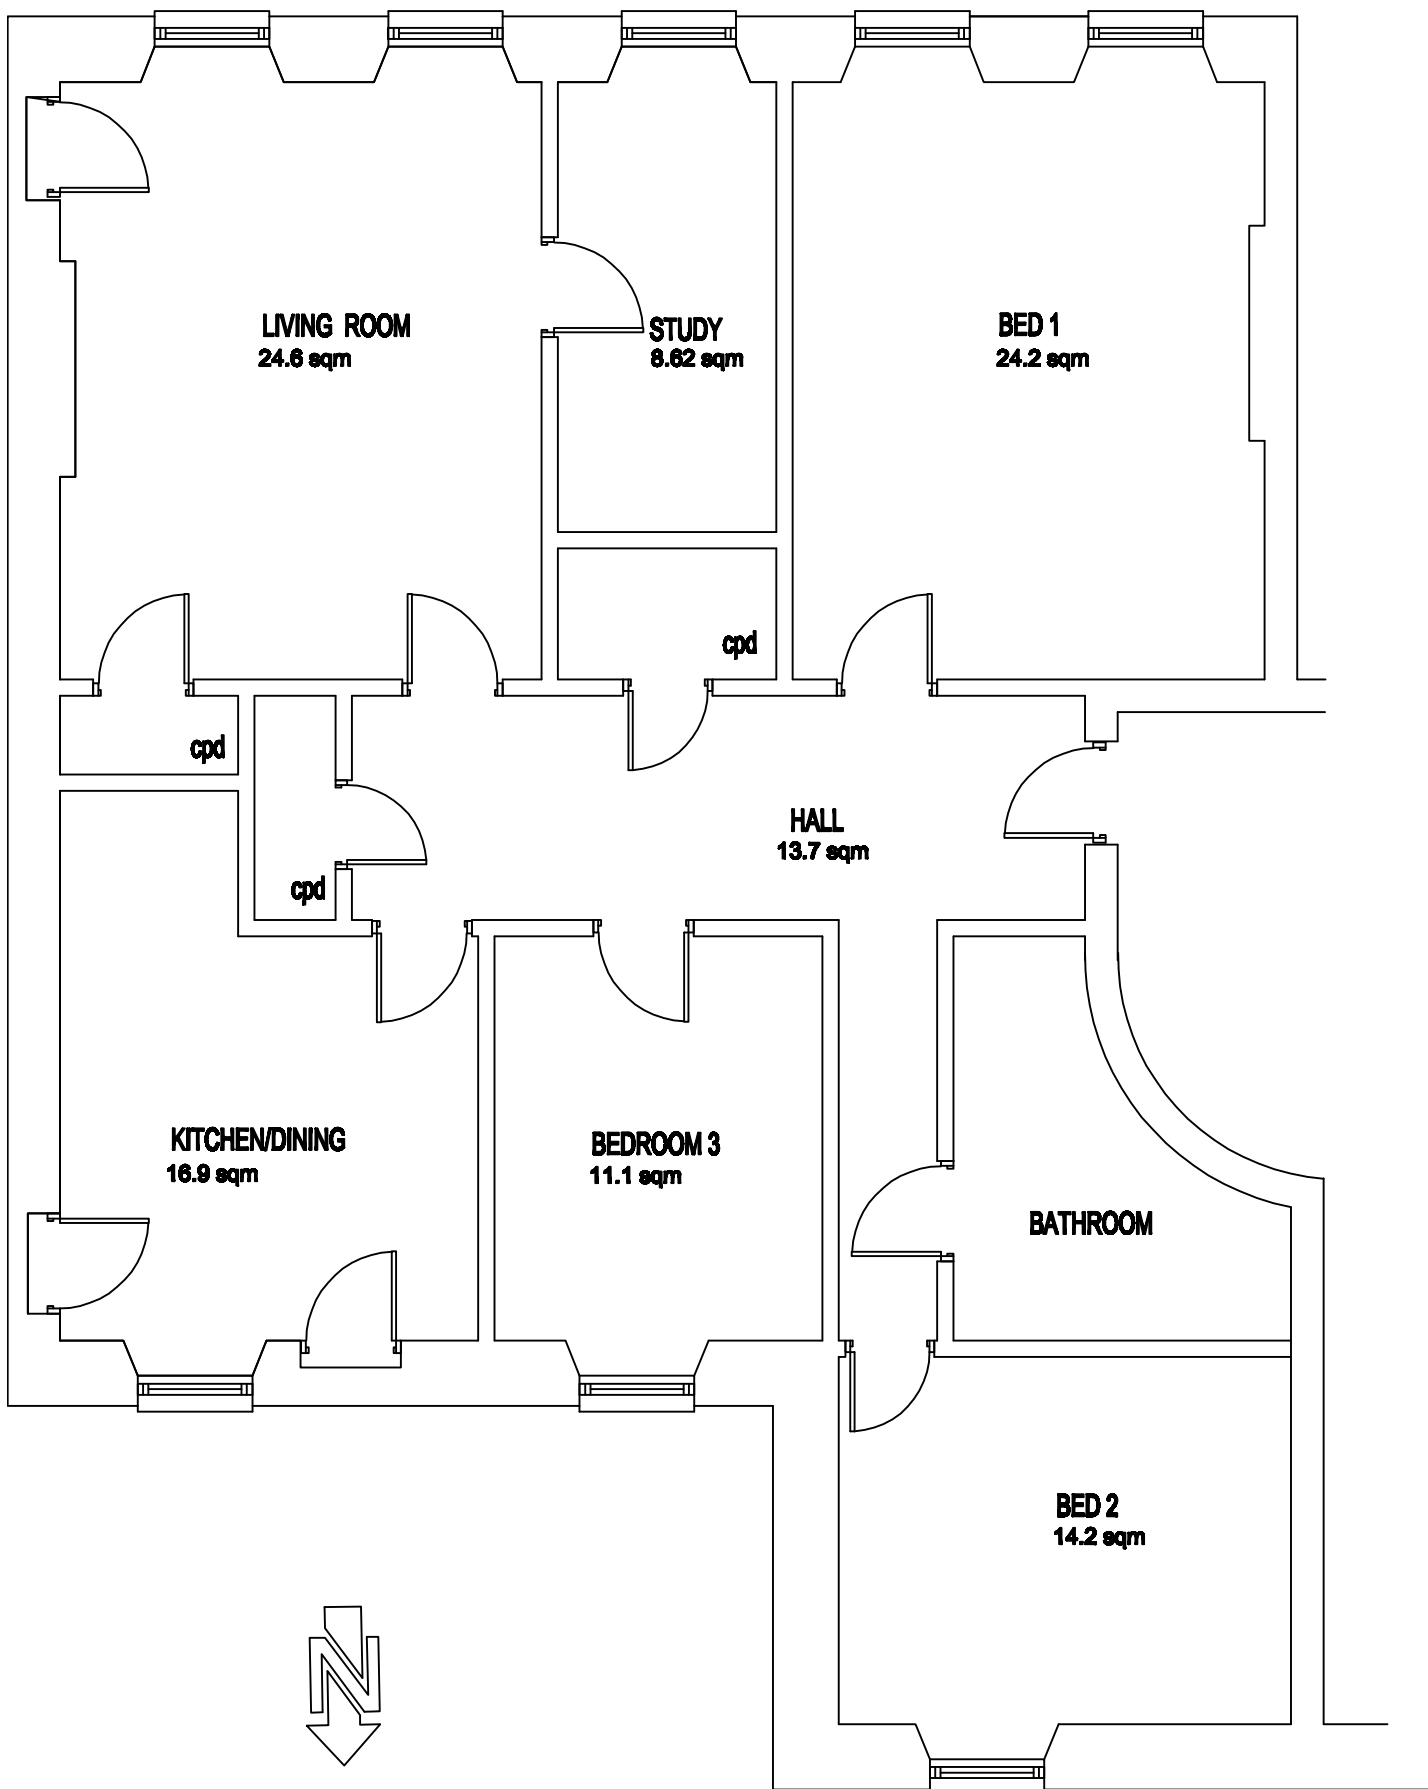 LIVING ROOM
24.6 sqm
STUDY
8.62 sqm
BED 1
24.2 sqm
cpd
cpd
cpd
HALL
13.7 sqm
KITCHEN/DINING
16.9 sqm
BEDROOM 3
11.1 sqm
BATHROOM
BED 2
14.2 sqm
N